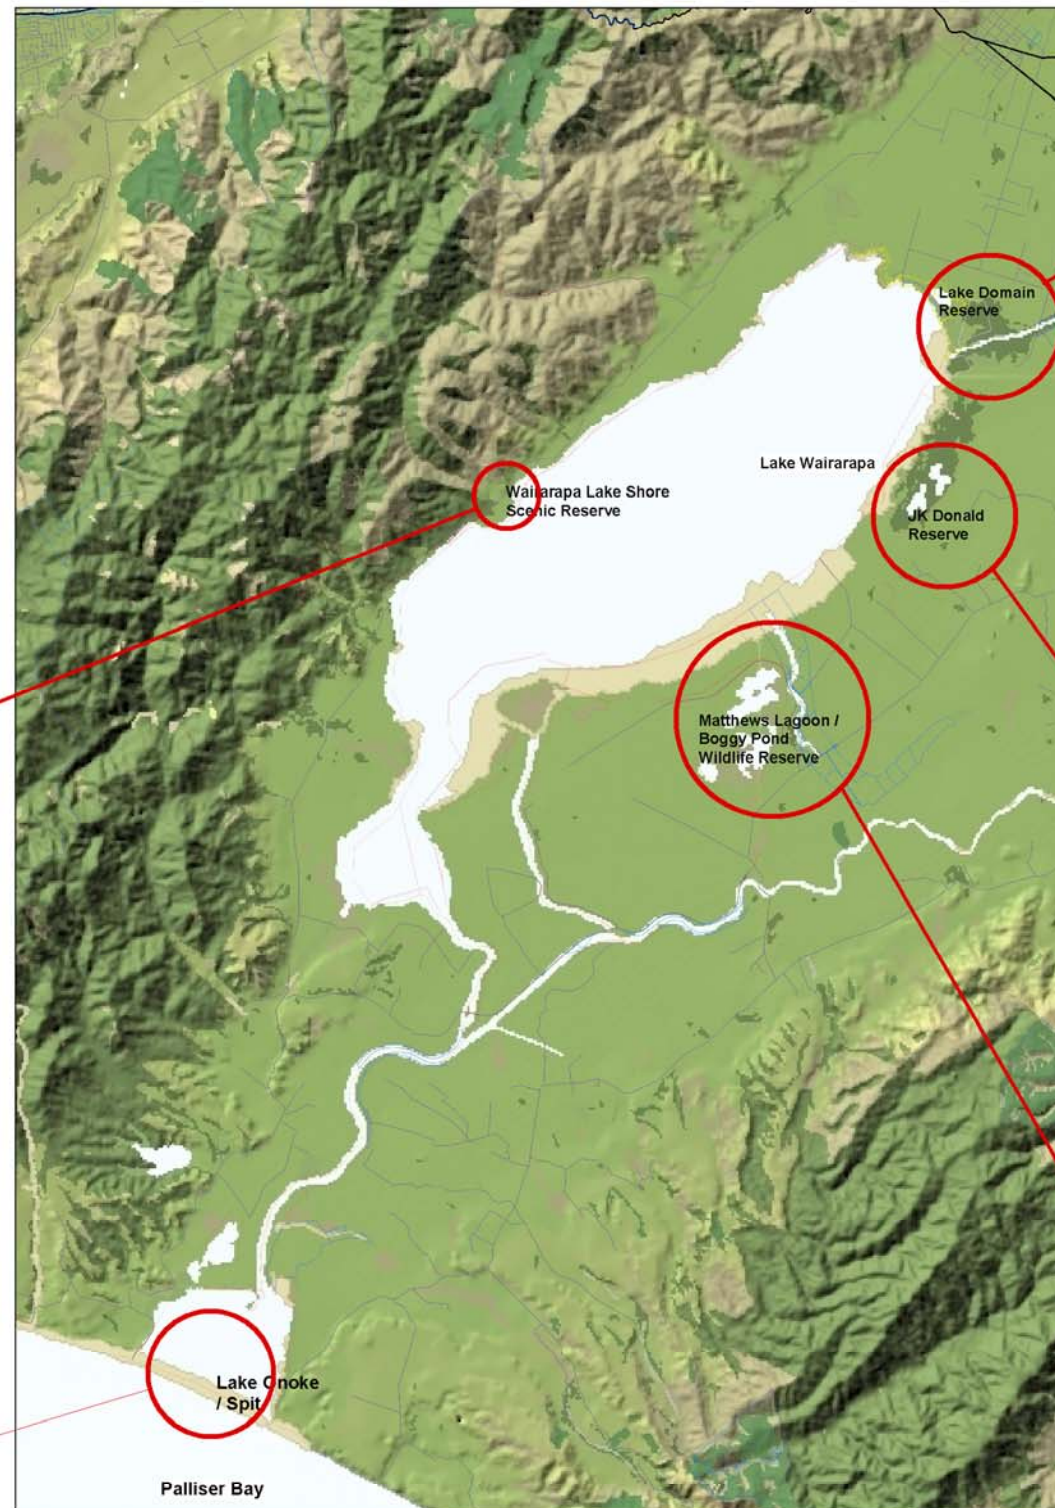 Lake Domain
Reserve
Lake Wairarapa
Wairarapa Lake Shore
Scenic Reserve
JK Donald
Reserve
Matthews Lagoon /
Boggy Pond
Wildlife Reserve
Lake Onoke
/ Spit
Palliser Bay